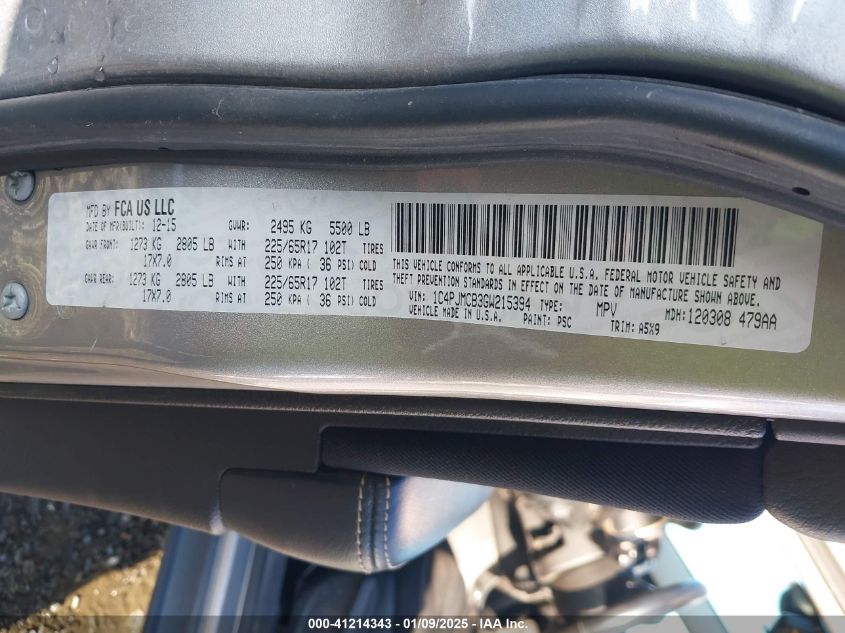 MFD BY FCA US LLC
DATE OF MFR(BUILT): 12-15 GVWR: 2495 KG 5500 LB
GAWR FRONT: 1273 KG 2805 LB WITH 225/65R17 102T TIRES
17X7.0 RIMS AT 250 KPA ( 36 PSI) COLD
GAWR REAR: 1273 KG 2805 LB WITH 225/65R17 102T TIRES
17X7.0 RIMS AT 250 KPA ( 36 PSI) COLD
THIS VEHICLE CONFORMS TO ALL APPLICABLE U.S.A. FEDERAL MOTOR VEHICLE SAFETY AND
THEFT PREVENTION STANDARDS IN EFFECT ON THE DATE OF MANUFACTURE SHOWN ABOVE.
VIN: 1C4PJMCB3GW215394 TYPE: MPV MDH: 120308 479AA
VEHICLE MADE IN U.S.A. PAINT: PSC TRIM: A5X9
000-41214343 / 01/09/2025 - IAA Inc.